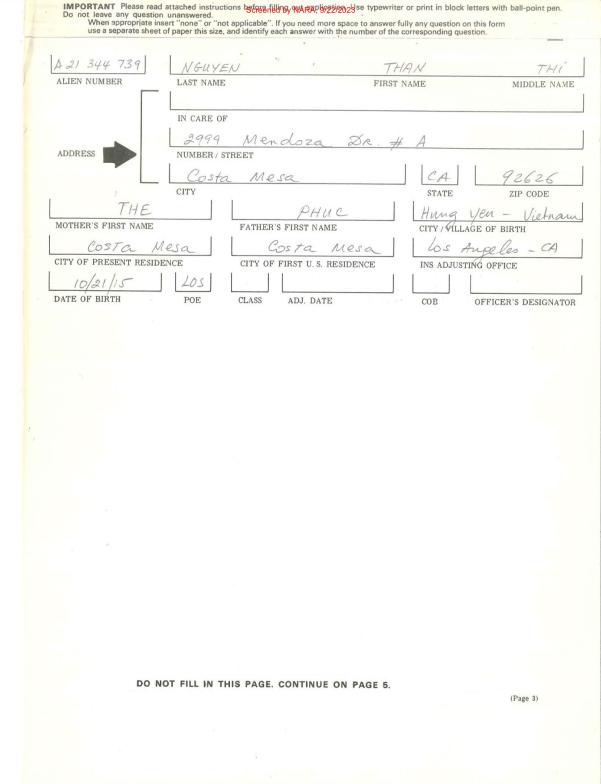 IMPORTANT Please read attached instructions before filling out application. Use typewriter or print in block letters with ball-point pen.
Screened by NARA, 9/22/2023
Do not leave any question unanswered.
When appropriate insert "none" or "not applicable". If you need more space to answer fully any question on this form
use a separate sheet of paper this size, and identify each answer with the number of the corresponding question.
A21 344 739 NGUYEN THAN THi
ALIEN NUMBER LAST NAME FIRST NAME MIDDLE NAME
IN CARE OF
2999 Mendoza DR. # A
ADDRESS NUMBER / STREET
Costa Mesa CA 92626
CITY STATE ZIP CODE
THE PHUC Hung Yen - Vietnam
MOTHER'S FIRST NAME FATHER'S FIRST NAME CITY / VILLAGE OF BIRTH
Costa Mesa Costa Mesa Los Angeles - CA
CITY OF PRESENT RESIDENCE CITY OF FIRST U. S. RESIDENCE INS ADJUSTING OFFICE
10/21/15 LOS
DATE OF BIRTH POE CLASS ADJ. DATE COB OFFICER'S DESIGNATOR
DO NOT FILL IN THIS PAGE. CONTINUE ON PAGE 5.
(Page 3)